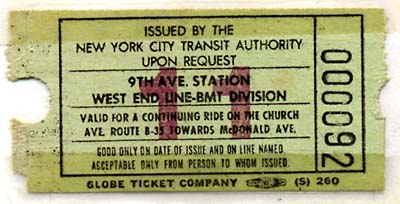 ISSUED BY THE
NEW YORK CITY TRANSIT AUTHORITY
UPON REQUEST
9TH AVE. STATION
WEST END LINE-BMT DIVISION
VALID FOR A CONTINUING RIDE ON THE CHURCH
AVE. ROUTE B-35 TOWARDS McDONALD AVE.
GOOD ONLY ON DATE OF ISSUE AND ON LINE NAMED
ACCEPTABLE ONLY FROM PERSON TO WHOM ISSUED.
GLOBE TICKET COMPANY (S) 260
000092
11